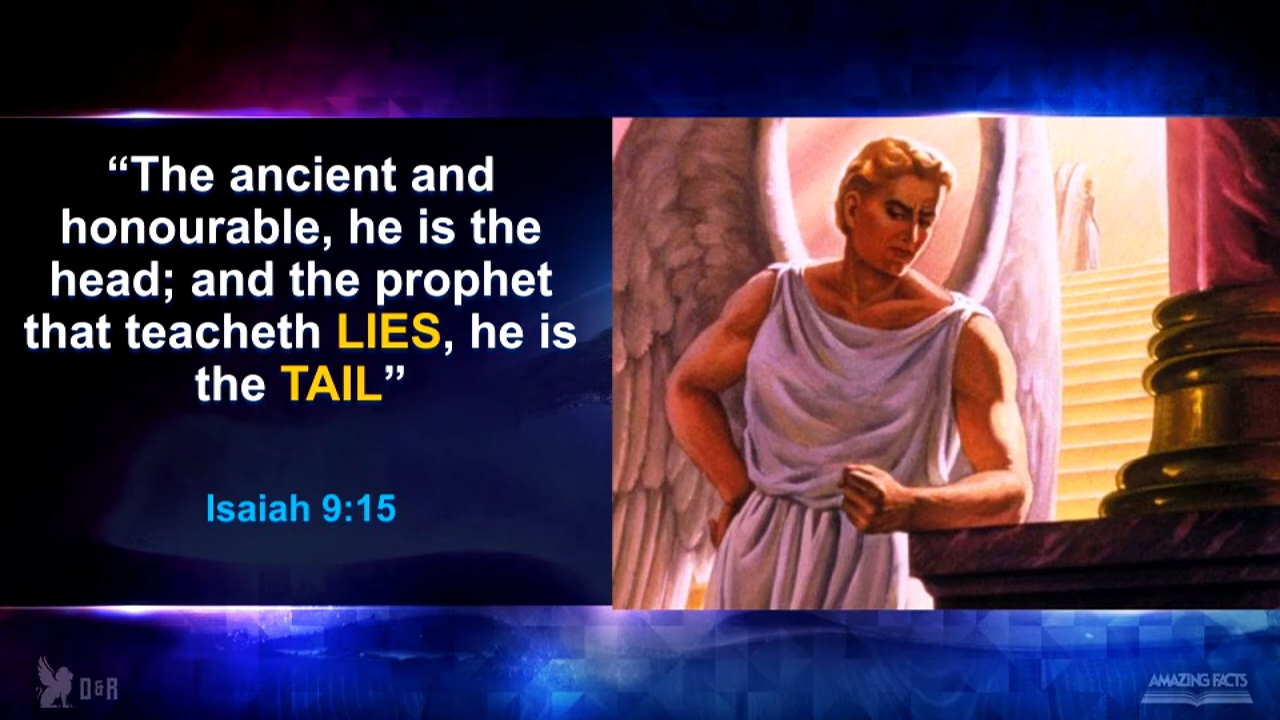 “The ancient and
honourable, he is the
head; and the prophet
that teacheth LIES, he is
the TAIL”
Isaiah 9:15
D&R
AMAZING FACTS